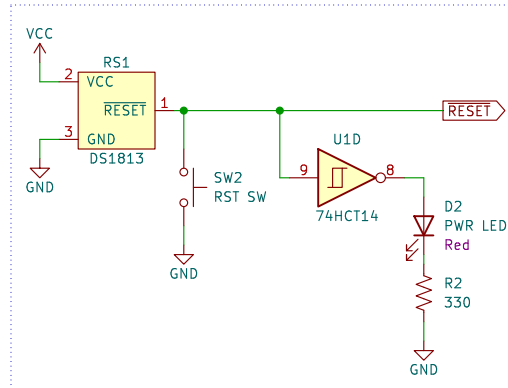 VCC
RS1
2
VCC
RESET
1
RESET
3
GND
DS1813
GND
U1D
9
8
74HCT14
SW2
RST SW
GND
D2
PWR LED
Red
R2
330
GND